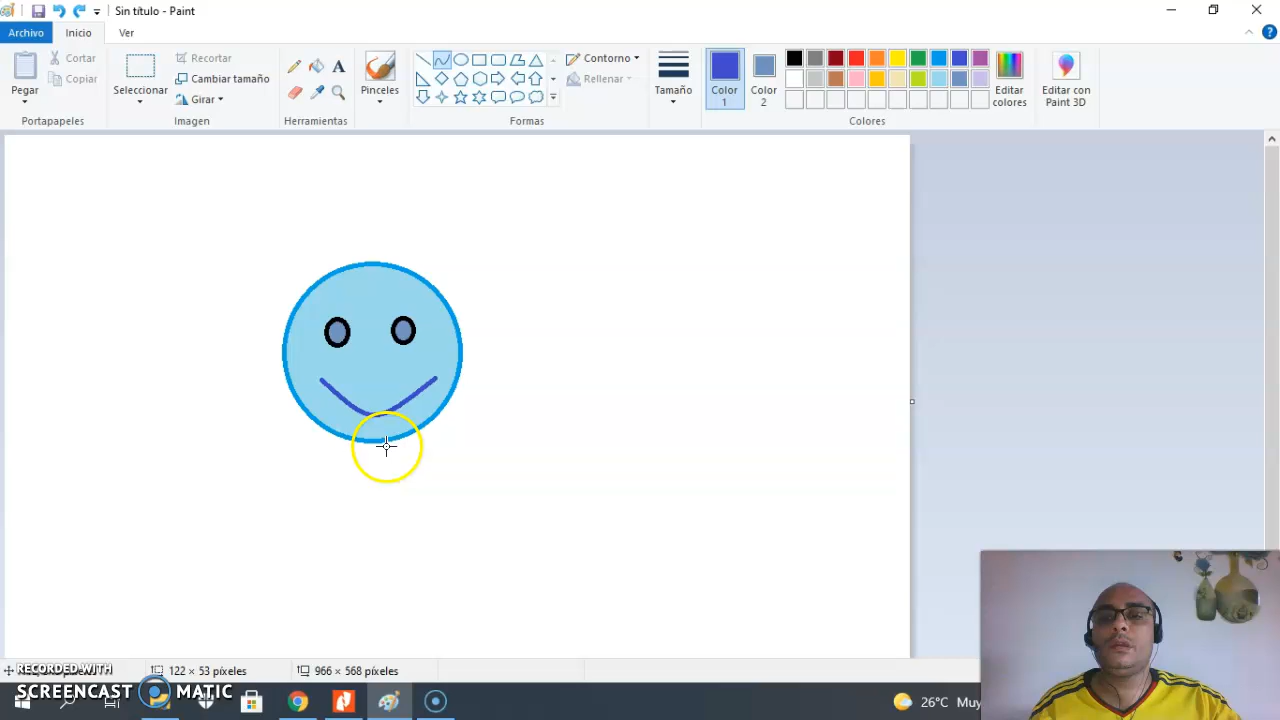 Sin título - Paint
Archivo Inicio Ver
Pegar
Cortar
Copiar
Portapapeles
Seleccionar
Recortar
Cambiar tamaño
Girar
Imagen
A
Herramientas
Pinceles
Contorno
Rellenar
Formas
Tamaño
Color 1
Color 2
Editar colores
Colores
Editar con Paint 3D
122 × 53 píxeles
966 × 568 píxeles
RECORDED WITH
SCREENCAST MATIC
26°C Muy